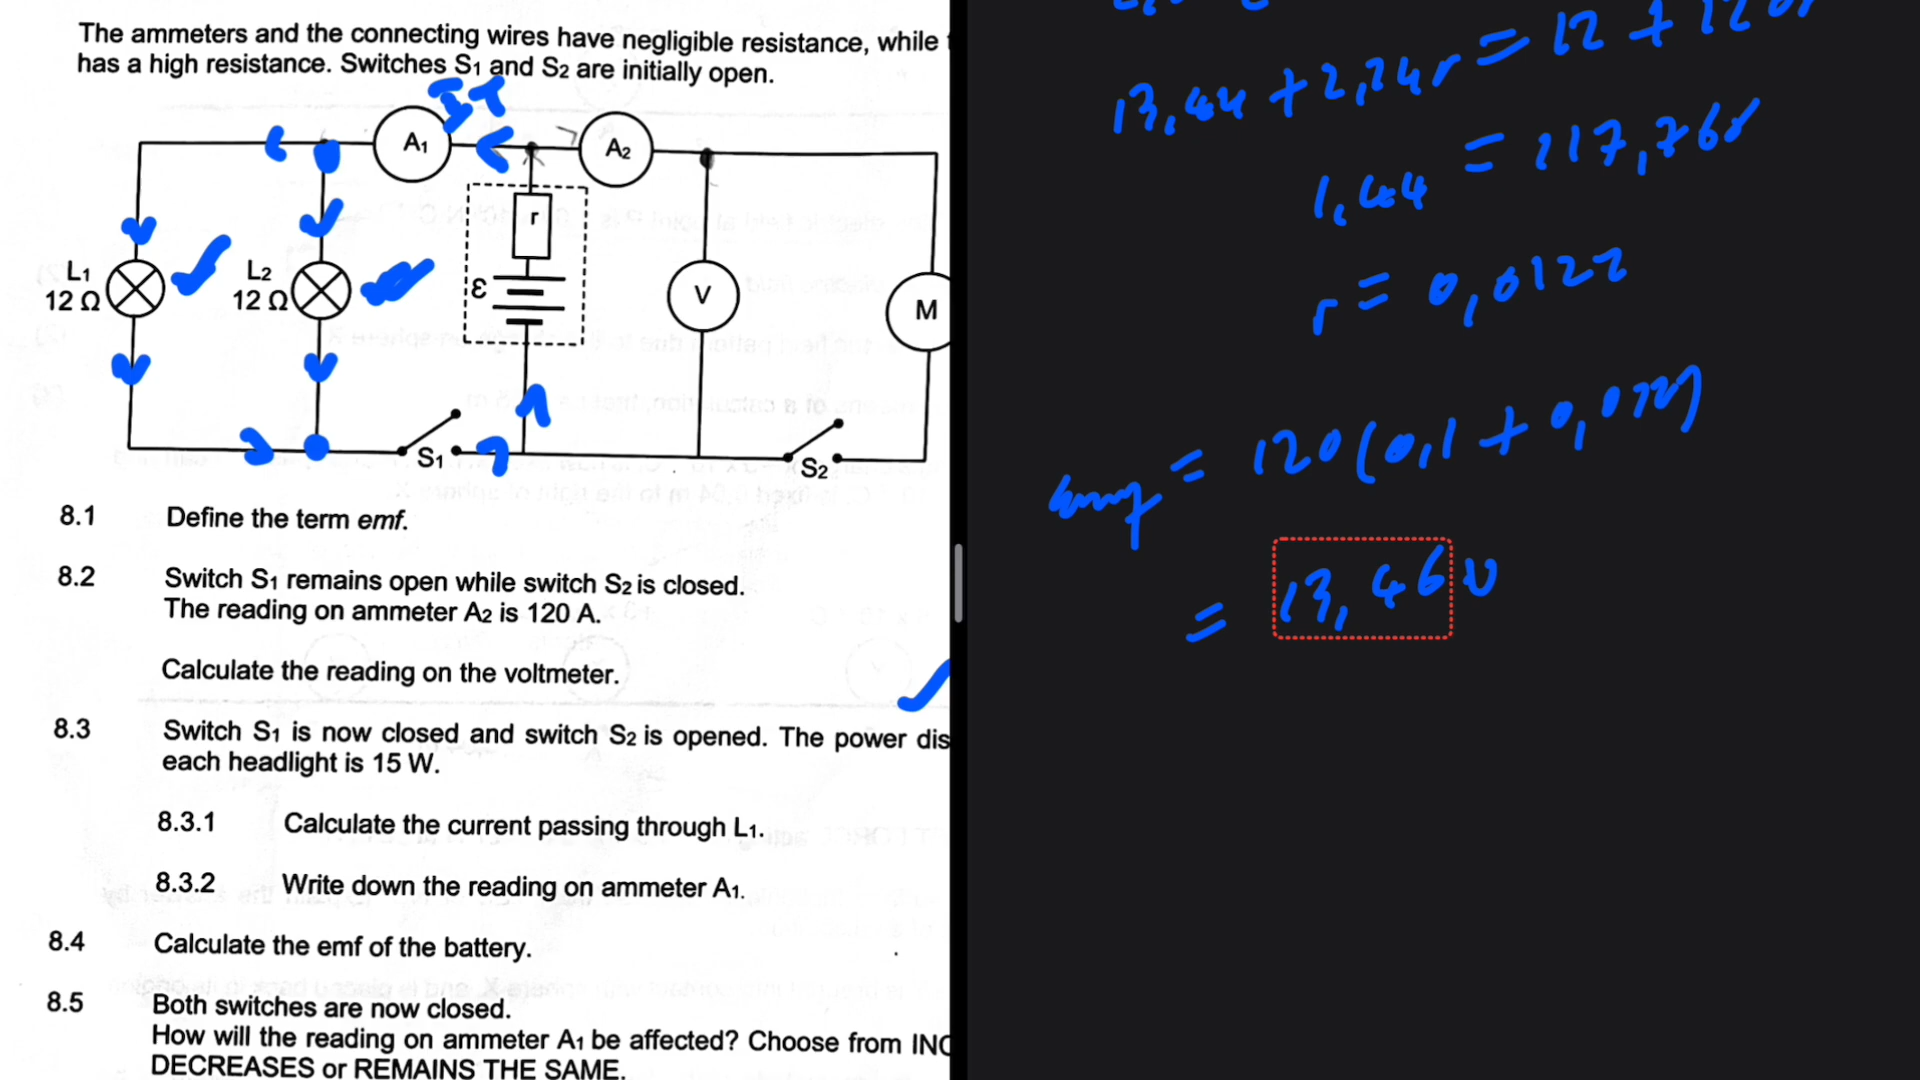 The ammeters and the connecting wires have negligible resistance, while
has a high resistance. Switches S1 and S2 are initially open.
IT
A1
A2
r
L1
12 Ω
L2
12 Ω
ε
V
M
S1
S2
8.1 Define the term emf.
8.2 Switch S1 remains open while switch S2 is closed.
The reading on ammeter A2 is 120 A.
Calculate the reading on the voltmeter.
8.3 Switch S1 is now closed and switch S2 is opened. The power dis
each headlight is 15 W.
8.3.1 Calculate the current passing through L1.
8.3.2 Write down the reading on ammeter A1.
8.4 Calculate the emf of the battery.
8.5 Both switches are now closed.
How will the reading on ammeter A1 be affected? Choose from INC
DECREASES or REMAINS THE SAME.
13,44 + 2,24r = 12 + 120r
1,44 = 117,76r
r = 0,0122
emf = 120(0,1 + 0,0122)
= 13,46 V